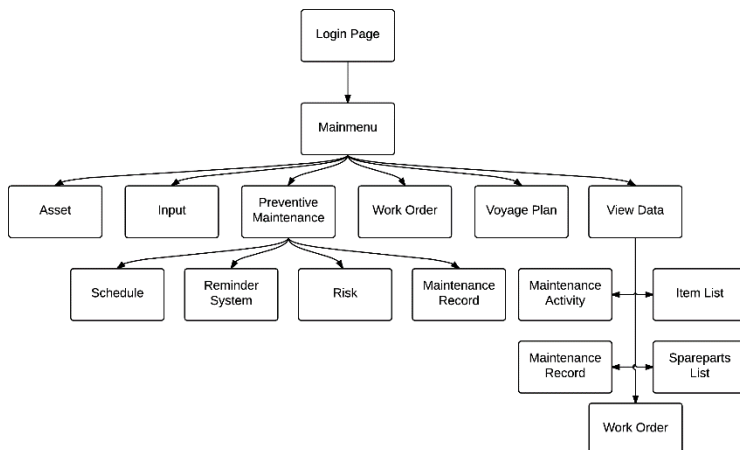 Login Page
Mainmenu
Asset
Input
Preventive
Maintenance
Work Order
Voyage Plan
View Data
Schedule
Reminder
System
Risk
Maintenance
Record
Maintenance
Activity
Item List
Maintenance
Record
Spareparts
List
Work Order